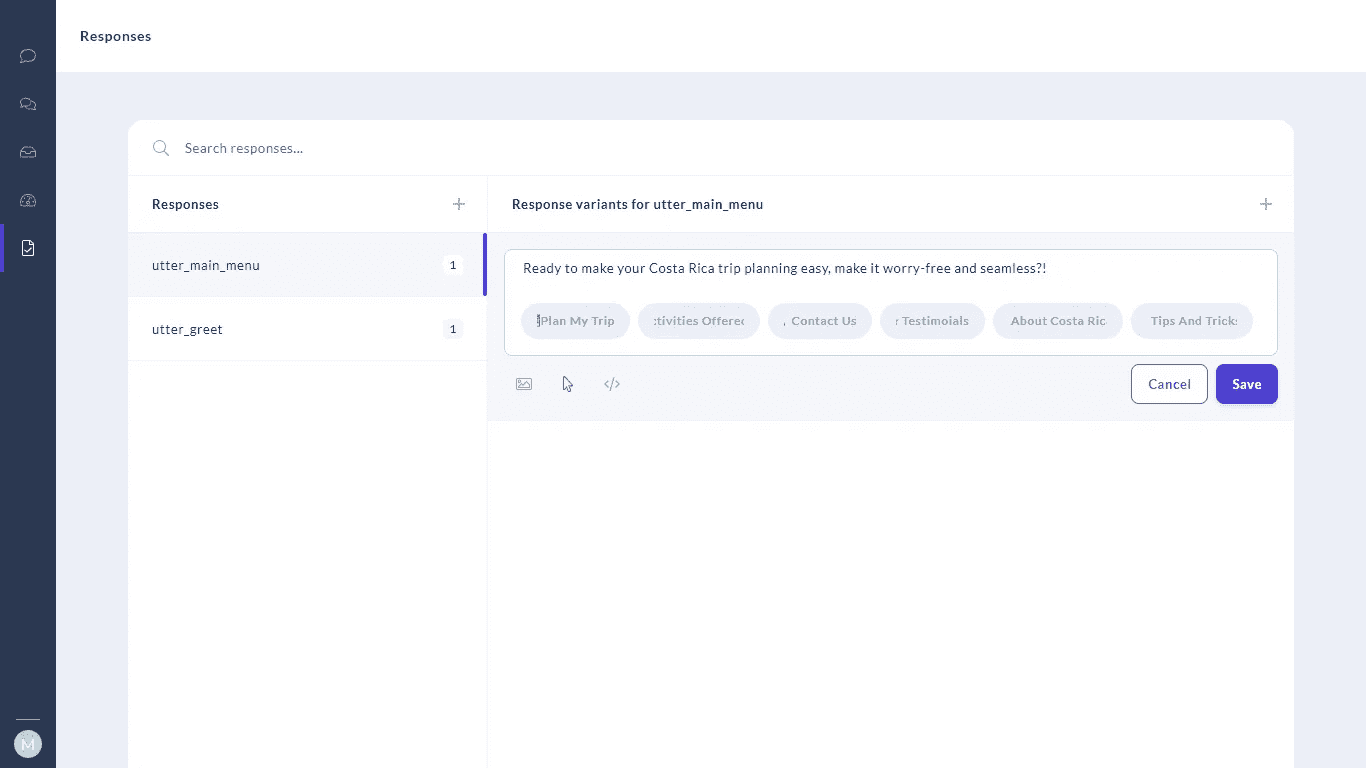 Responses
Search responses...
Responses
Response variants for utter_main_menu
utter_main_menu 1
Ready to make your Costa Rica trip planning easy, make it worry-free and seamless?!
Plan My Trip tivities Offered Contact Us r Testimoials About Costa Ric Tips And Tricks
utter_greet 1
</> Cancel Save
M